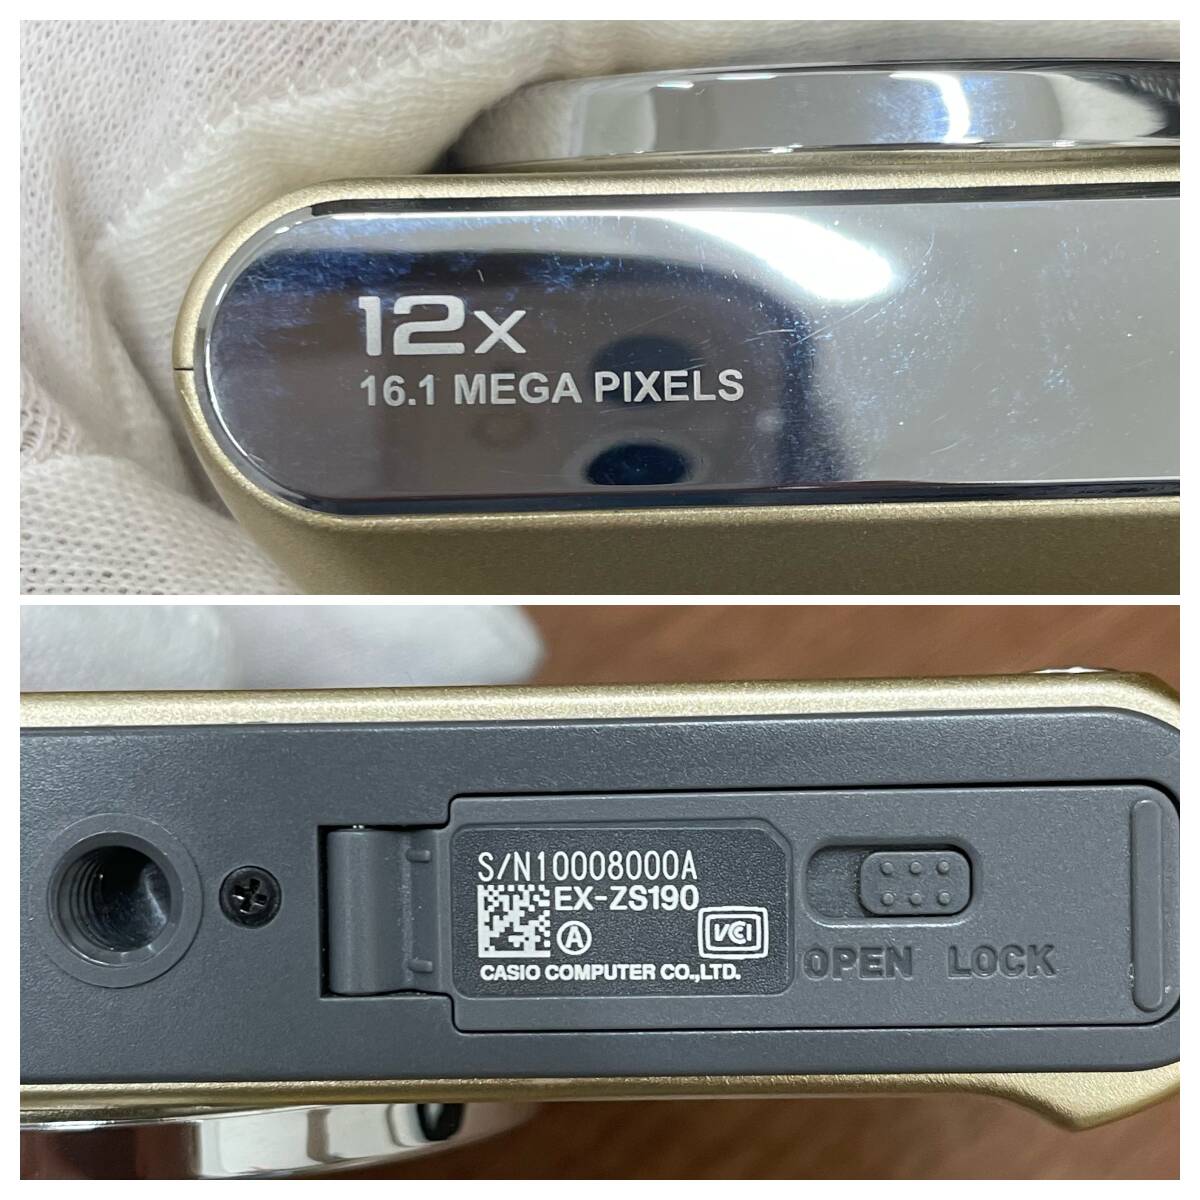 12x
16.1 MEGA PIXELS
S/N10008000A
EX-ZS190
A
VCI
CASIO COMPUTER CO.,LTD.
OPEN LOCK